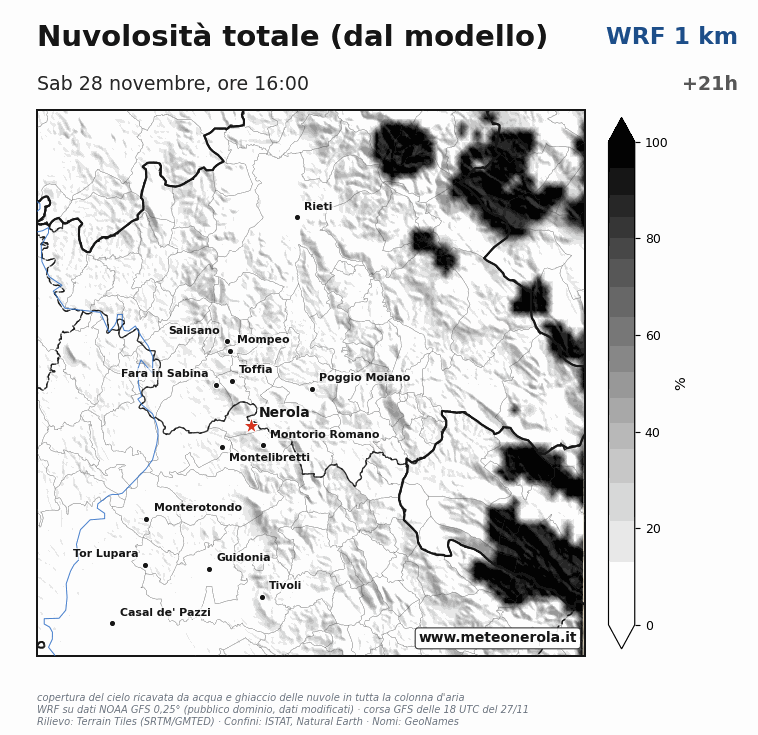 Nuvolosità totale (dal modello)
WRF 1 km
Sab 28 novembre, ore 16:00
+21h
Rieti
Salisano
Mompeo
Toffia
Fara in Sabina
Poggio Moiano
Nerola
Montorio Romano
Montelibretti
Monterotondo
Tor Lupara
Guidonia
Tivoli
Casal de' Pazzi
www.meteonerola.it
100
80
60
40
20
0
%
copertura del cielo ricavata da acqua e ghiaccio delle nuvole in tutta la colonna d'aria
WRF su dati NOAA GFS 0,25° (pubblico dominio, dati modificati) · corsa GFS delle 18 UTC del 27/11
Rilievo: Terrain Tiles (SRTM/GMTED) · Confini: ISTAT, Natural Earth · Nomi: GeoNames